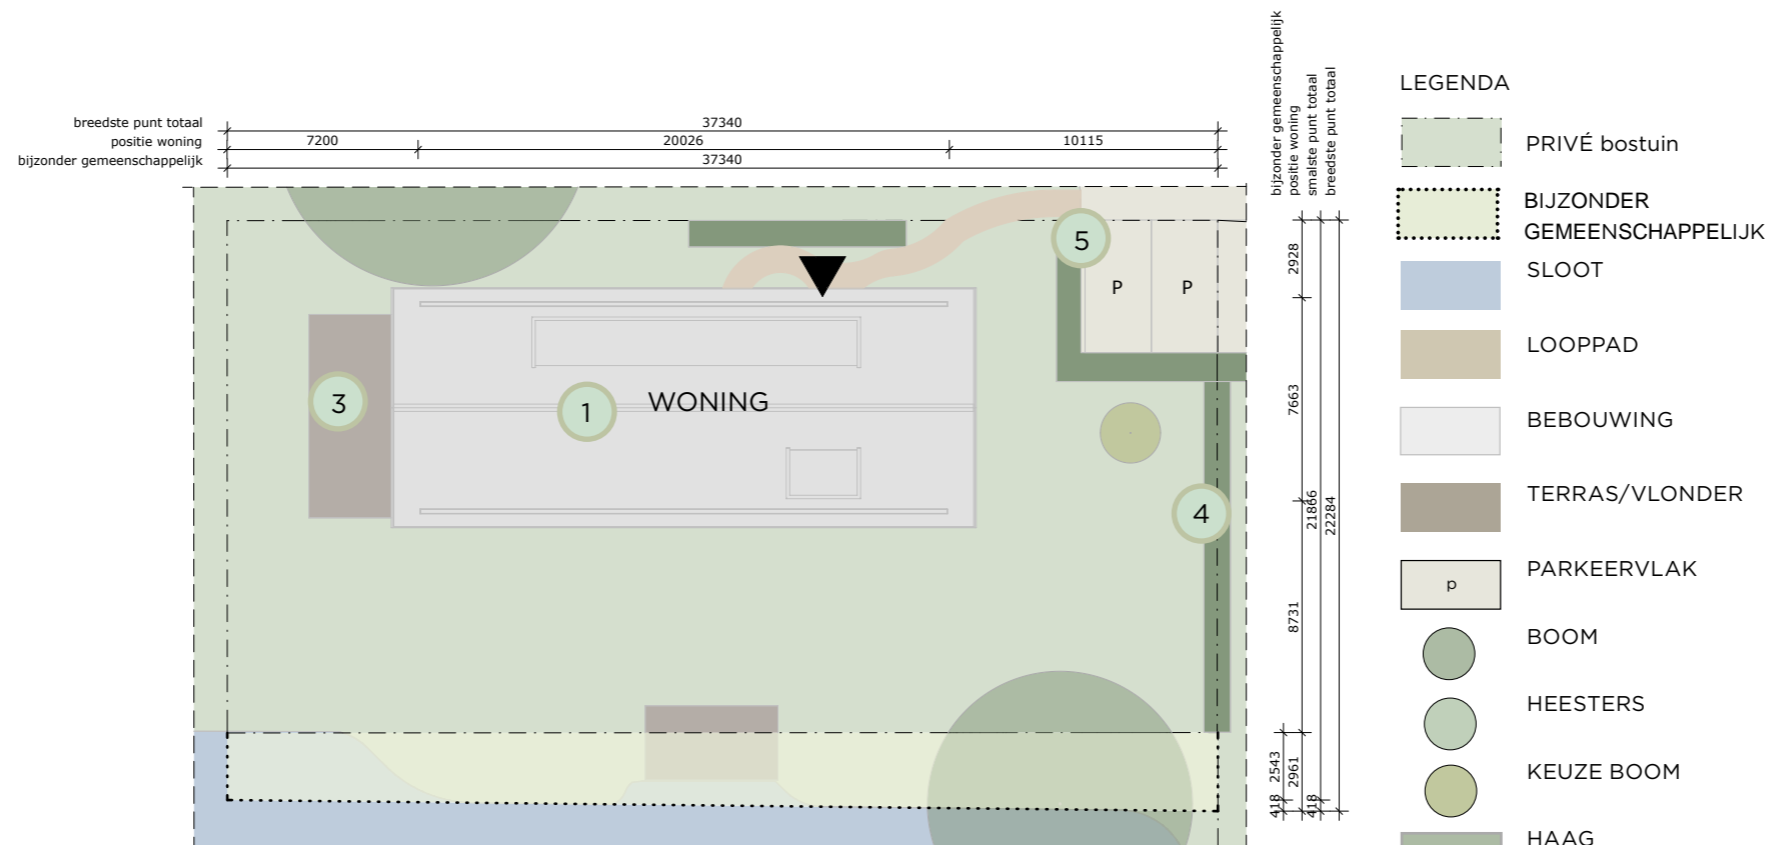 breedste punt totaal
37340
positie woning
7200
20026
10115
bijzonder gemeenschappelijk
37340
bijzonder gemeenschappelijk
positie woning
smalste punt totaal
breedste punt totaal
2928
7663
21866
22284
8731
2543
2961
418
418
5
P
P
3
1
WONING
4
LEGENDA
PRIVÉ bostuin
BIJZONDER
GEMEENSCHAPPELIJK
SLOOT
LOOPPAD
BEBOUWING
TERRAS/VLONDER
p
PARKEERVLAK
BOOM
HEESTERS
KEUZE BOOM
HAAG